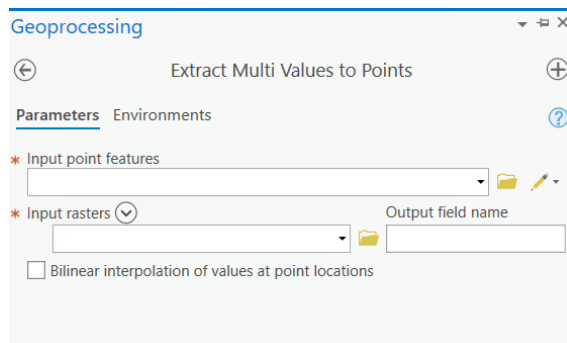 Geoprocessing
Extract Multi Values to Points
Parameters Environments
* Input point features
* Input rasters Output field name
Bilinear interpolation of values at point locations